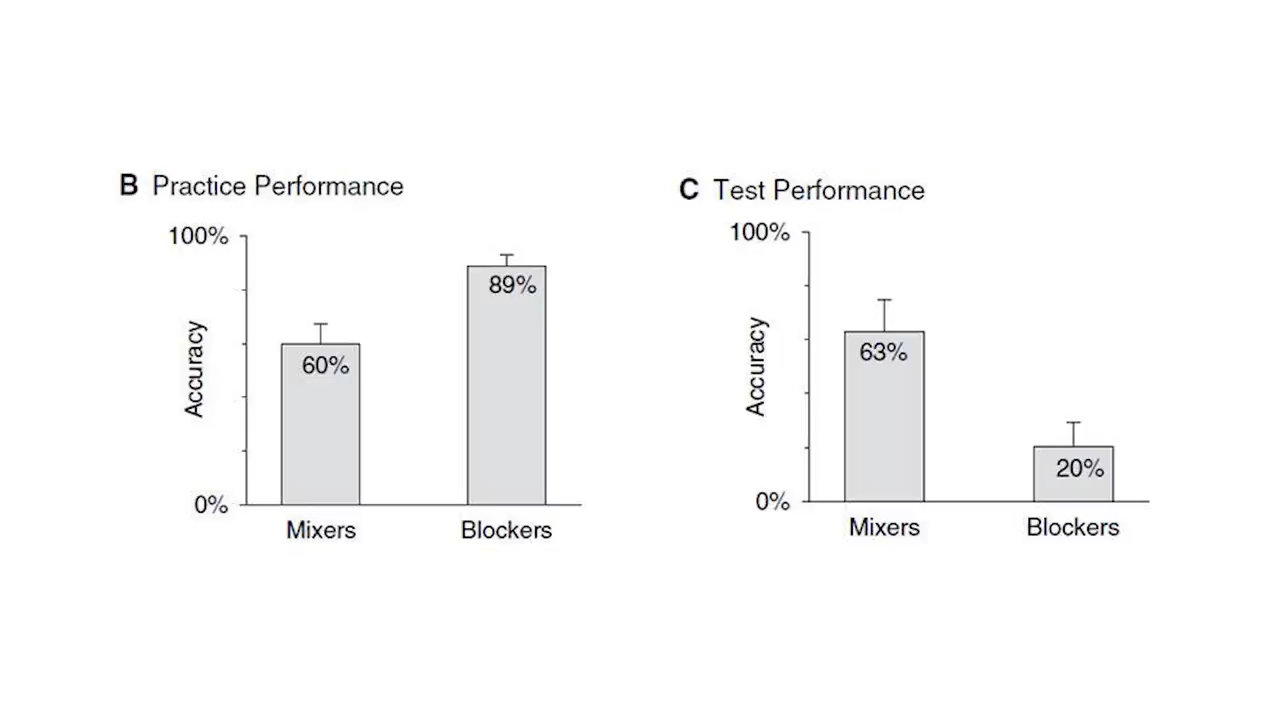 B Practice Performance
100%
Accuracy
89%
60%
0%
Mixers Blockers
C Test Performance
100%
Accuracy
63%
20%
0%
Mixers Blockers